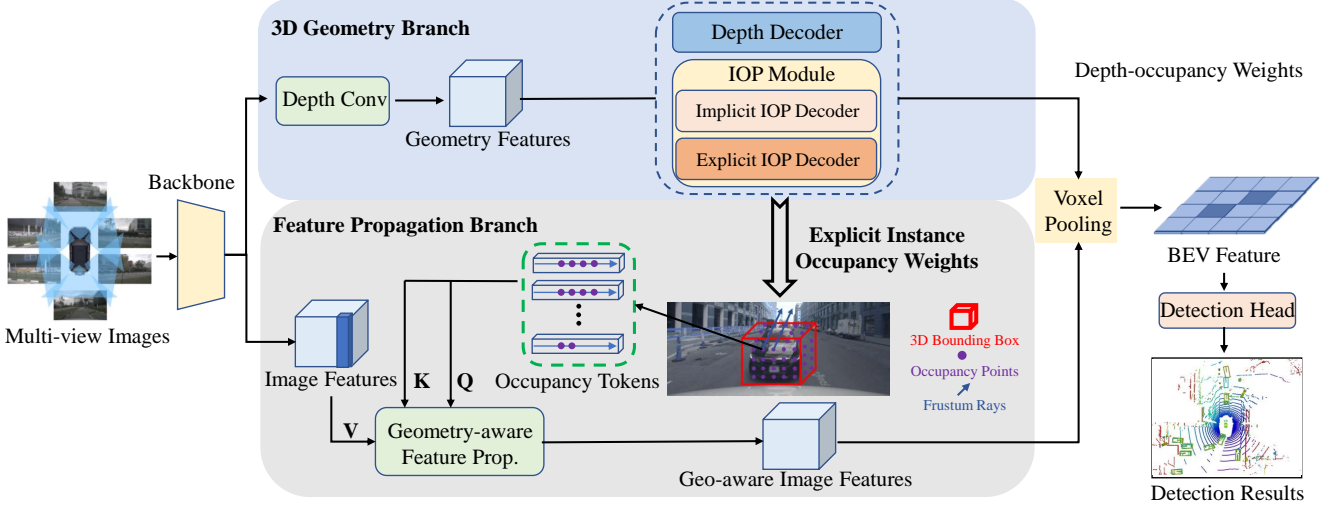 3D Geometry Branch
Depth Conv
Geometry Features
Depth Decoder
IOP Module
Implicit IOP Decoder
Explicit IOP Decoder
Depth-occupancy Weights
Backbone
Multi-view Images
Feature Propagation Branch
Explicit Instance
Occupancy Weights
Voxel
Pooling
BEV Feature
Detection Head
Detection Results
Image Features
K
Q
V
Occupancy Tokens
3D Bounding Box
Occupancy Points
Frustum Rays
Geometry-aware
Feature Prop.
Geo-aware Image Features